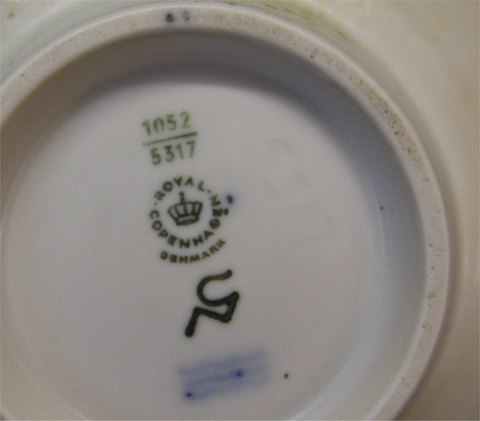 1052
5317
ROYAL
COPENHAGEN
DENMARK